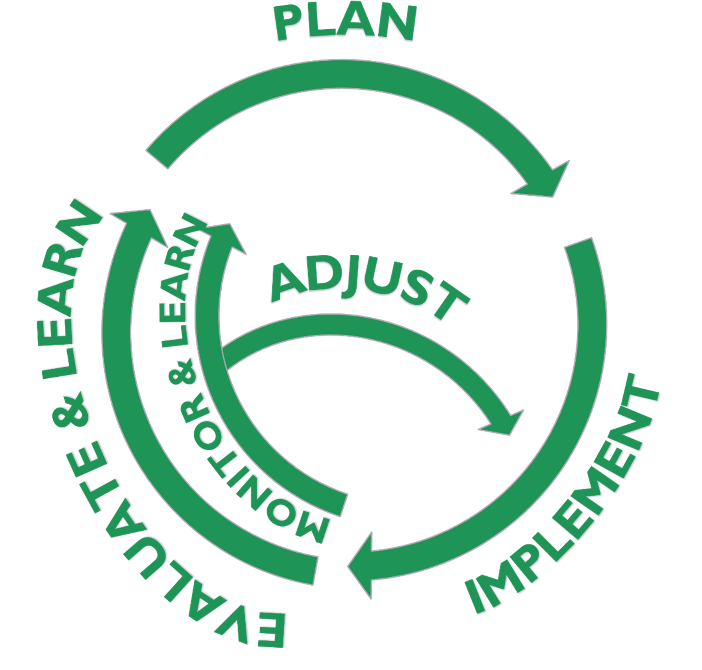 PLAN
ADJUST
IMPLEMENT
MONITOR & LEARN
EVALUATE & LEARN